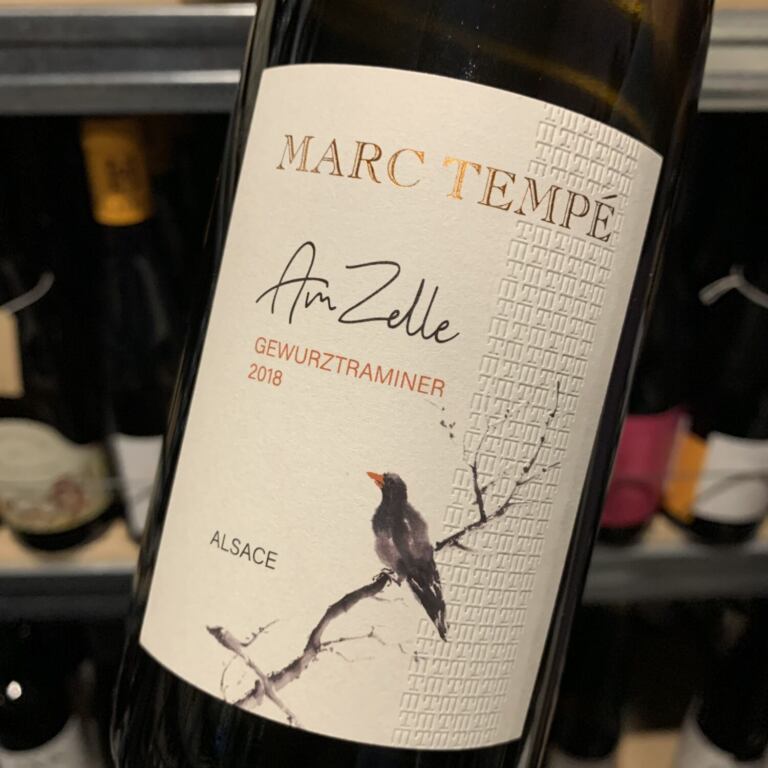 MARC TEMPÉ
Am Zelle
GEWURZTRAMINER
2018
ALSACE